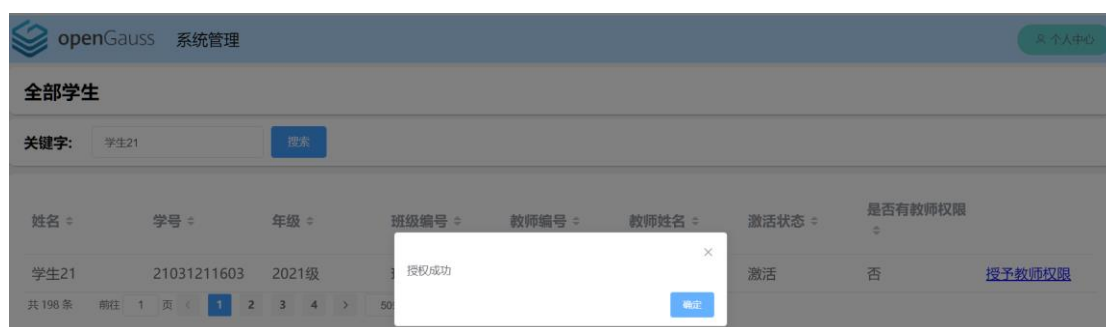 openGauss 系统管理 个人中心
全部学生
关键字: 学生21 搜索
姓名 学号 年级 班级编号 教师编号 教师姓名 激活状态 是否有教师权限
授权成功
学生21 21031211603 2021级 激活 否 授予教师权限
共 198 条 前往 1 页 1 2 3 4 50
确定